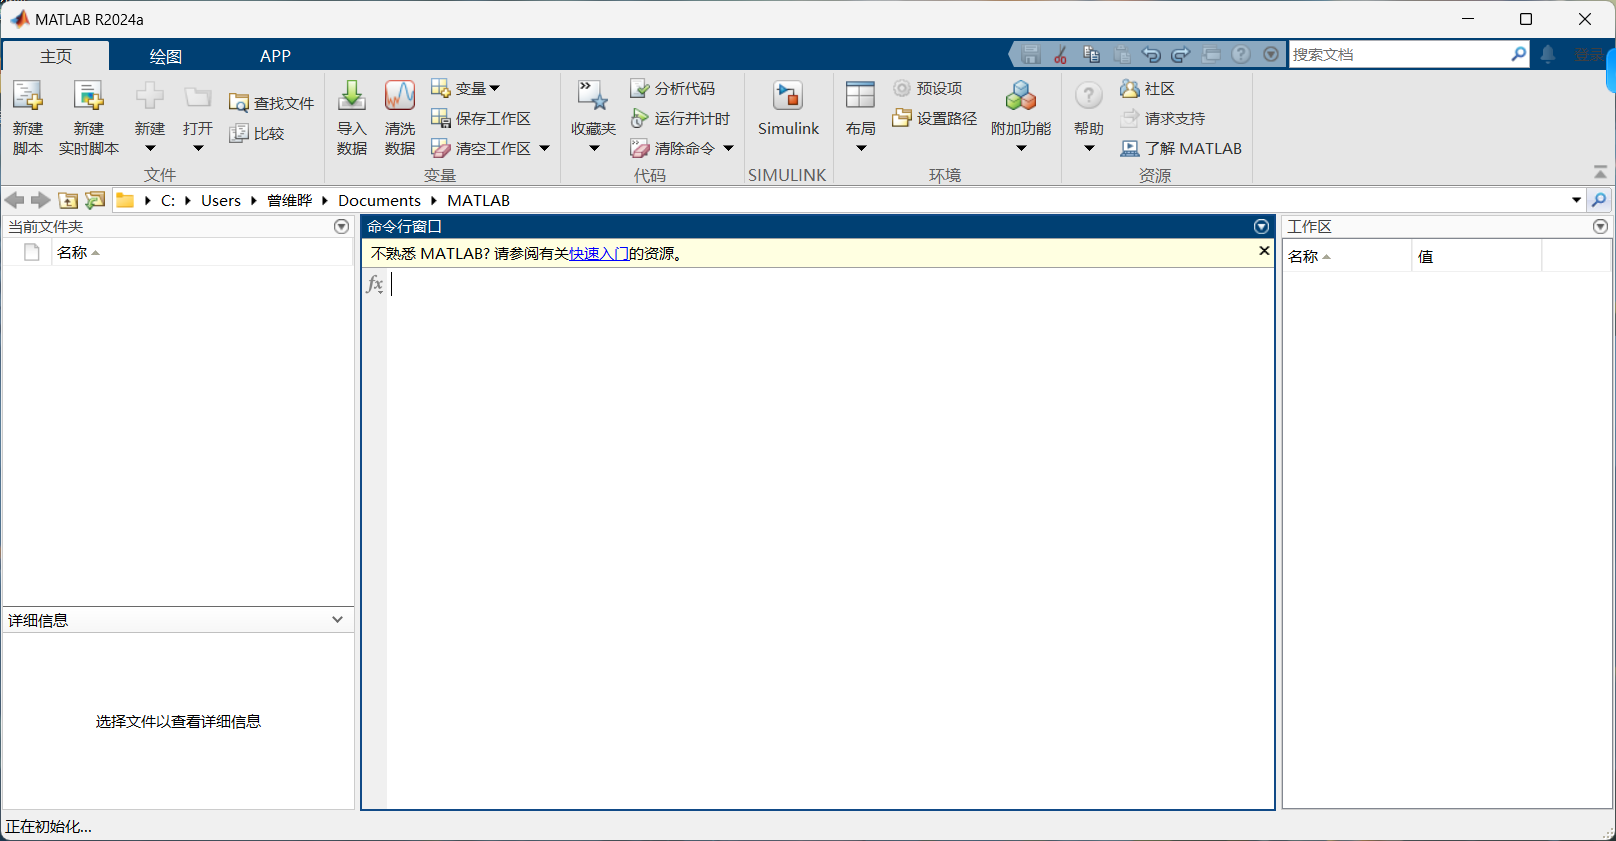 MATLAB R2024a
主页 绘图 APP
搜索文档
登录
新建
脚本
新建
实时脚本
新建
打开
查找文件
比较
文件
导入
数据
清洗
数据
变量
保存工作区
清空工作区
变量
收藏夹
分析代码
运行并计时
清除命令
代码
Simulink
SIMULINK
布局
预设项
设置路径
附加功能
环境
帮助
社区
请求支持
了解 MATLAB
资源
C: Users 曾维晔 Documents MATLAB
当前文件夹
名称
命令行窗口
不熟悉 MATLAB? 请参阅有关快速入门的资源。
fx
工作区
名称 值
详细信息
选择文件以查看详细信息
正在初始化...